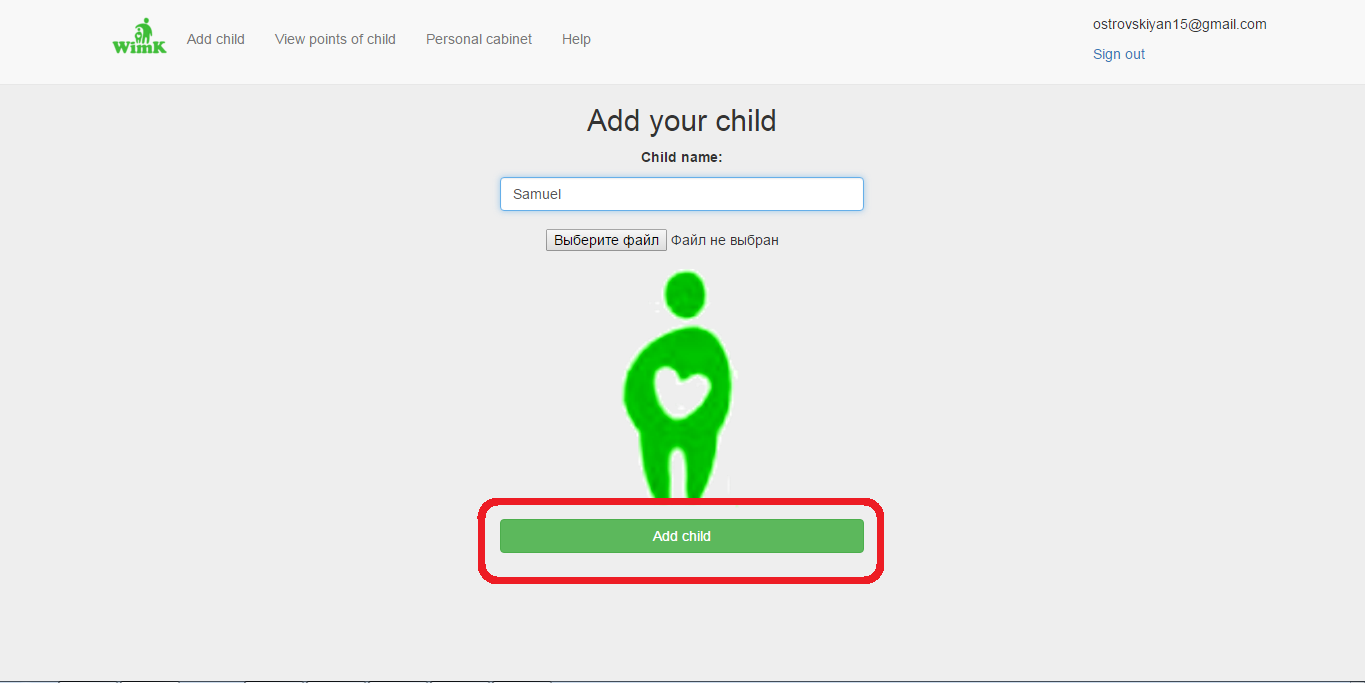 WimK
Add child
View points of child
Personal cabinet
Help
ostrovskiyan15@gmail.com
Sign out
Add your child
Child name:
Samuel
Выберите файл Файл не выбран
Add child